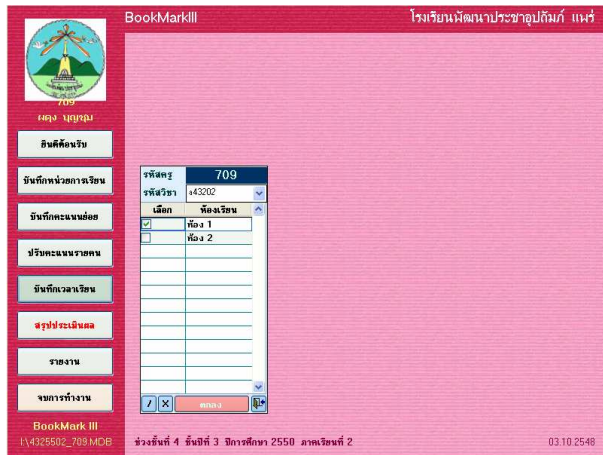 BookMarkIII
โรงเรียนพัฒนาประชาอุปถัมภ์ แพร่
709
ผดุง บุญชุม
ยินดีต้อนรับ
บันทึกหน่วยการเรียน
บันทึกคะแนนย่อย
ปรับคะแนนรายคน
บันทึกเวลาเรียน
สรุปประเมินผล
รายงาน
จบการทำงาน
BookMark III
I:\4325502_709.MDB
รหัสครู 709
รหัสวิชา ง43202
เลือก ห้องเรียน
ห้อง 1
ห้อง 2
/ X ตกลง
ช่วงชั้นที่ 4 ชั้นปีที่ 3 ปีการศึกษา 2550 ภาคเรียนที่ 2
03.10.2548